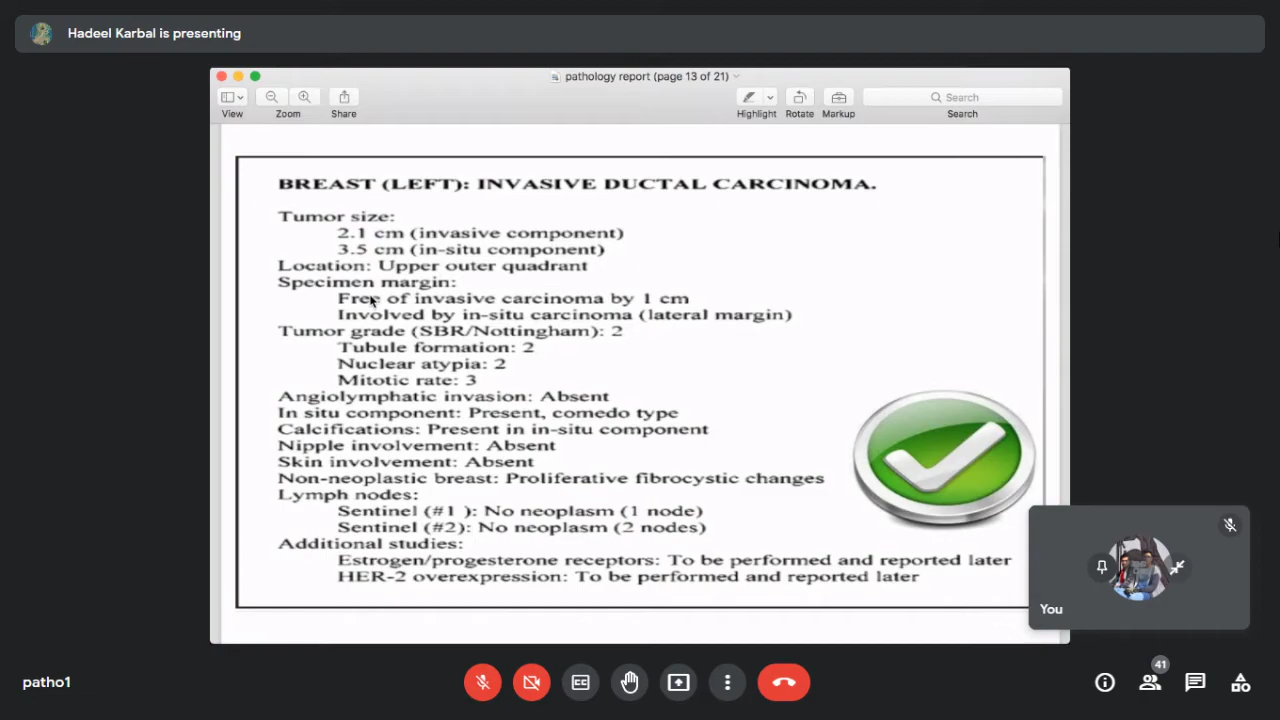 Hadeel Karbal is presenting
pathology report (page 13 of 21)
View
Zoom
Share
Highlight
Rotate
Markup
Search
Search
BREAST (LEFT): INVASIVE DUCTAL CARCINOMA.
Tumor size:
2.1 cm (invasive component)
3.5 cm (in-situ component)
Location: Upper outer quadrant
Specimen margin:
Free of invasive carcinoma by 1 cm
Involved by in-situ carcinoma (lateral margin)
Tumor grade (SBR/Nottingham): 2
Tubule formation: 2
Nuclear atypia: 2
Mitotic rate: 3
Angiolymphatic invasion: Absent
In situ component: Present, comedo type
Calcifications: Present in in-situ component
Nipple involvement: Absent
Skin involvement: Absent
Non-neoplastic breast: Proliferative fibrocystic changes
Lymph nodes:
Sentinel (#1 ): No neoplasm (1 node)
Sentinel (#2): No neoplasm (2 nodes)
Additional studies:
Estrogen/progesterone receptors: To be performed and reported later
HER-2 overexpression: To be performed and reported later
You
patho1
CC
41